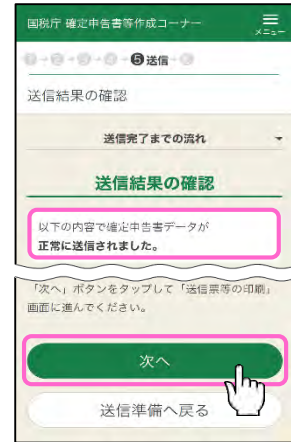 国税庁 確定申告書等作成コーナー
メニュー
⑤送信
送信結果の確認
送信完了までの流れ
送信結果の確認
以下の内容で確定申告書データが
正常に送信されました。
「次へ」ボタンをタップして「送信票等の印刷」
画面に進んでください。
次へ
送信準備へ戻る